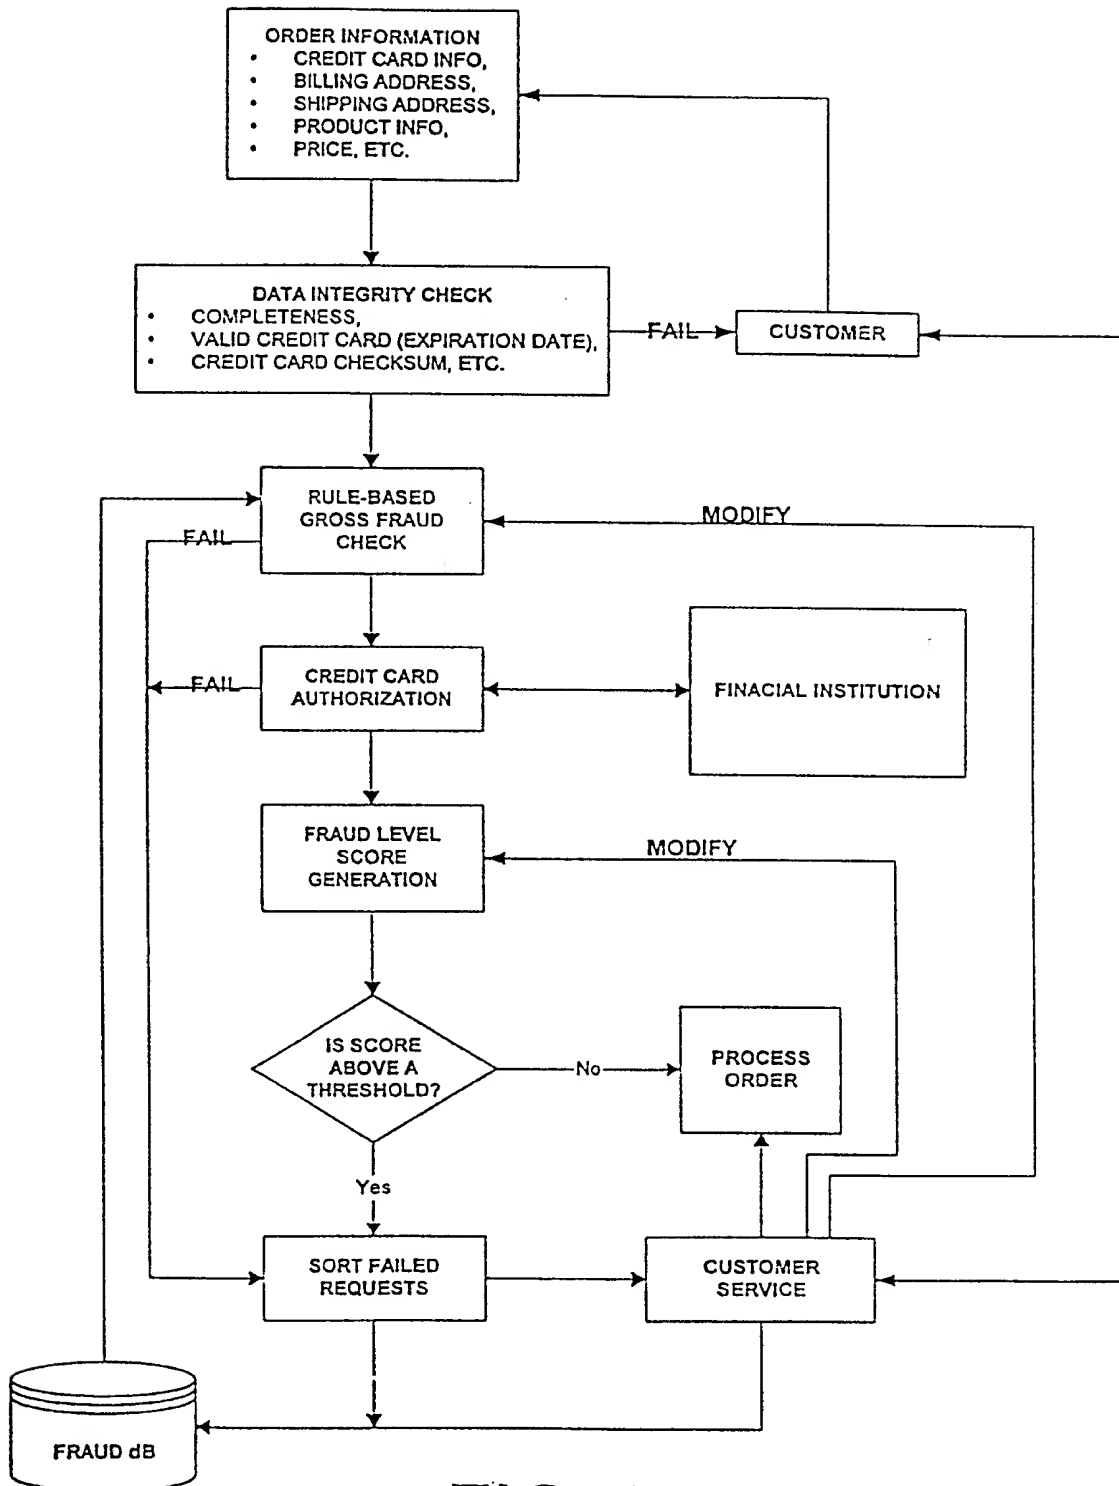 ORDER INFORMATION
• CREDIT CARD INFO,
• BILLING ADDRESS,
• SHIPPING ADDRESS,
• PRODUCT INFO,
• PRICE, ETC.
DATA INTEGRITY CHECK
• COMPLETENESS,
• VALID CREDIT CARD (EXPIRATION DATE),
• CREDIT CARD CHECKSUM, ETC.
FAIL
CUSTOMER
RULE-BASED
GROSS FRAUD
CHECK
MODIFY
FAIL
CREDIT CARD
AUTHORIZATION
FAIL
FINACIAL INSTITUTION
FRAUD LEVEL
SCORE
GENERATION
MODIFY
IS SCORE
ABOVE A
THRESHOLD?
No
PROCESS
ORDER
Yes
SORT FAILED
REQUESTS
CUSTOMER
SERVICE
FRAUD dB